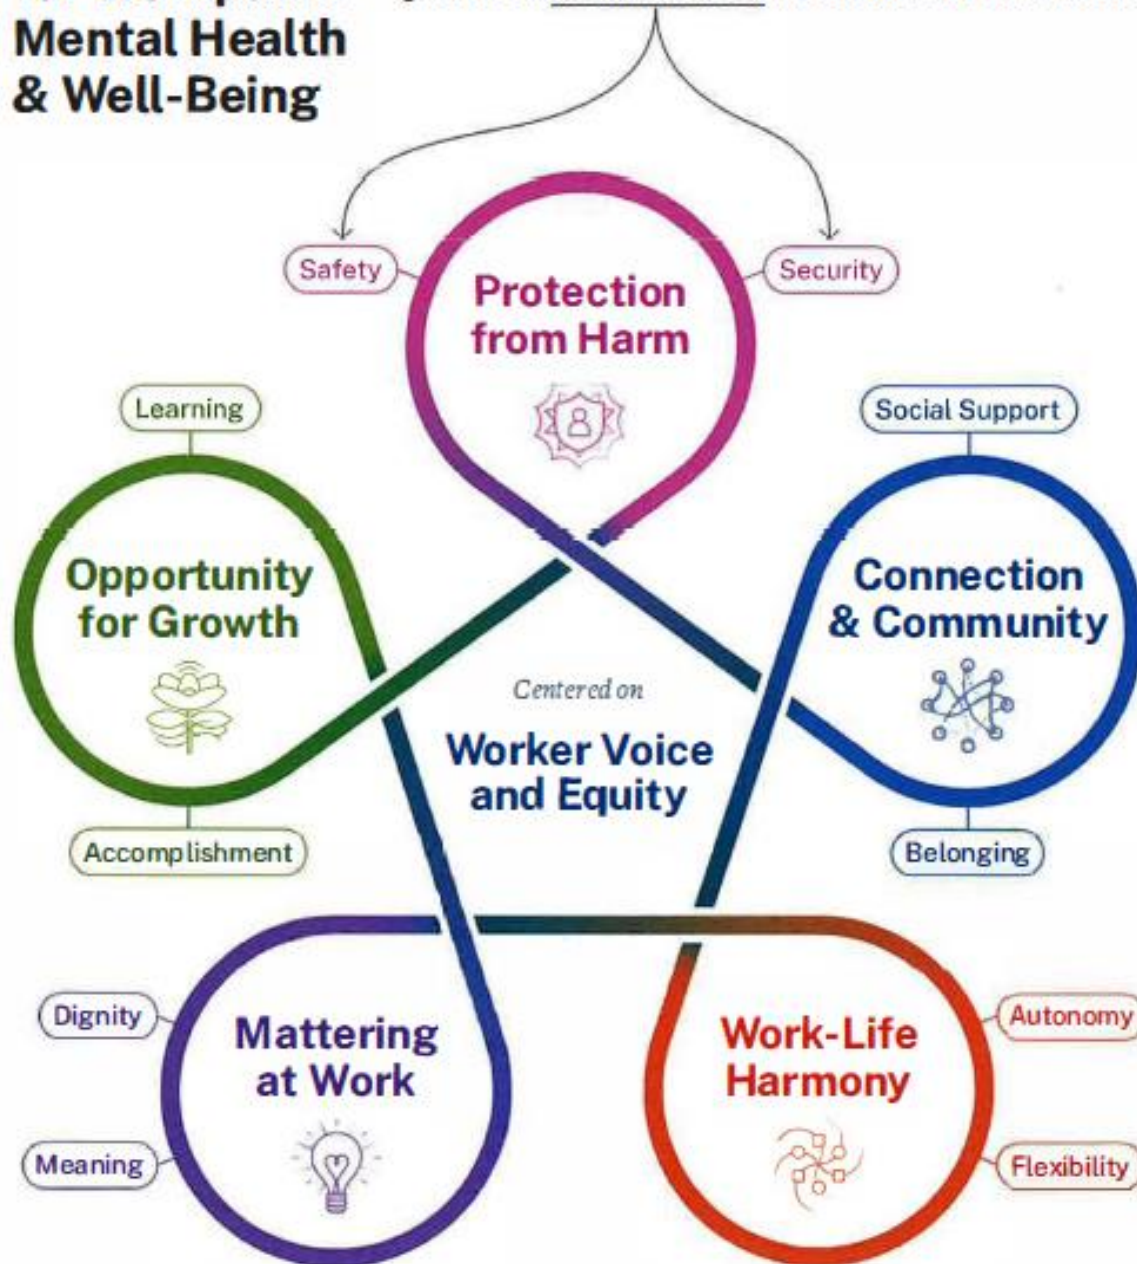 Mental Health
& Well-Being
Safety
Security
Protection
from Harm
Learning
Social Support
Opportunity
for Growth
Connection
& Community
Centered on
Worker Voice
and Equity
Accomplishment
Belonging
Dignity
Mattering
at Work
Work-Life
Harmony
Autonomy
Meaning
Flexibility